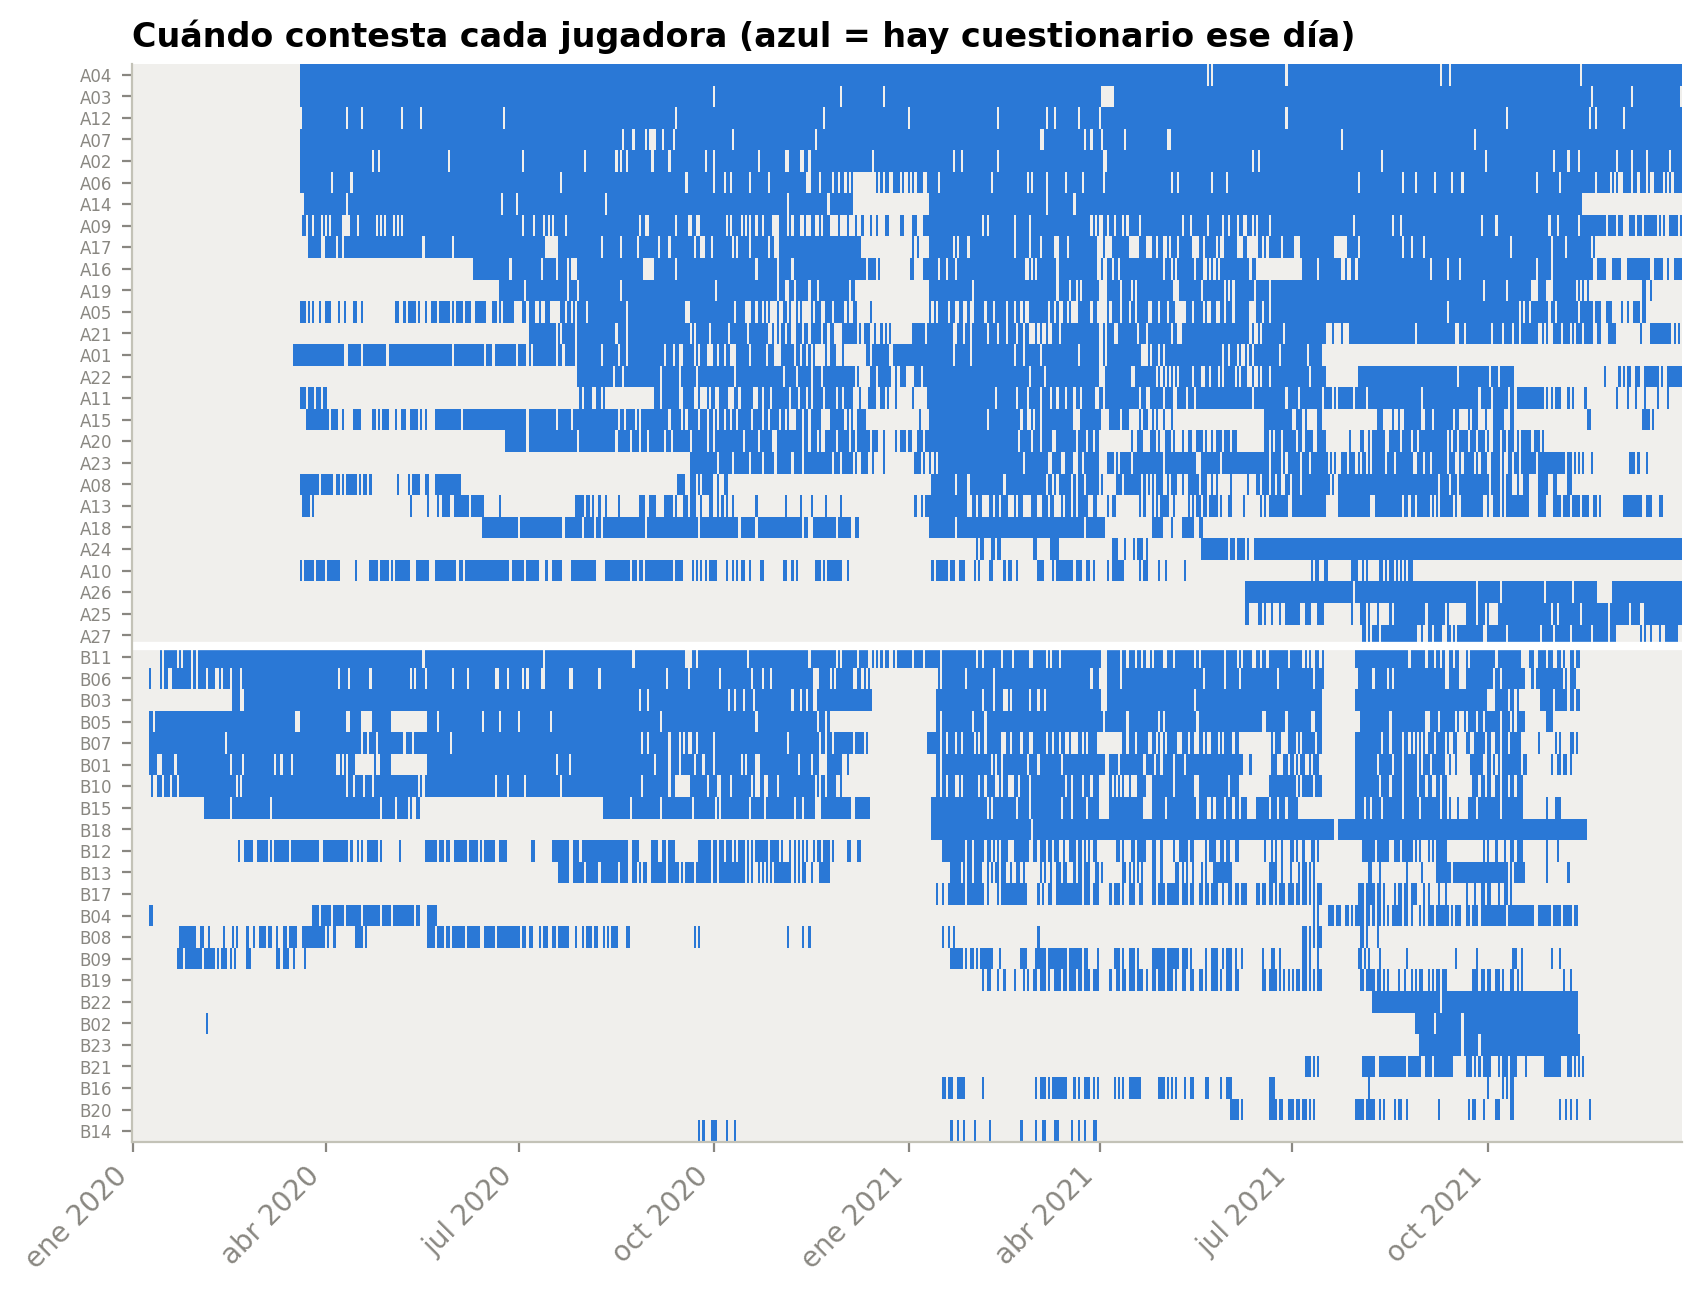 Cuándo contesta cada jugadora (azul = hay cuestionario ese día)
A04
A03
A12
A07
A02
A06
A14
A09
A17
A16
A19
A05
A21
A01
A22
A11
A15
A20
A23
A08
A13
A18
A24
A10
A26
A25
A27
B11
B06
B03
B05
B07
B01
B10
B15
B18
B12
B13
B17
B04
B08
B09
B19
B22
B02
B23
B21
B16
B20
B14
ene 2020
abr 2020
jul 2020
oct 2020
ene 2021
abr 2021
jul 2021
oct 2021